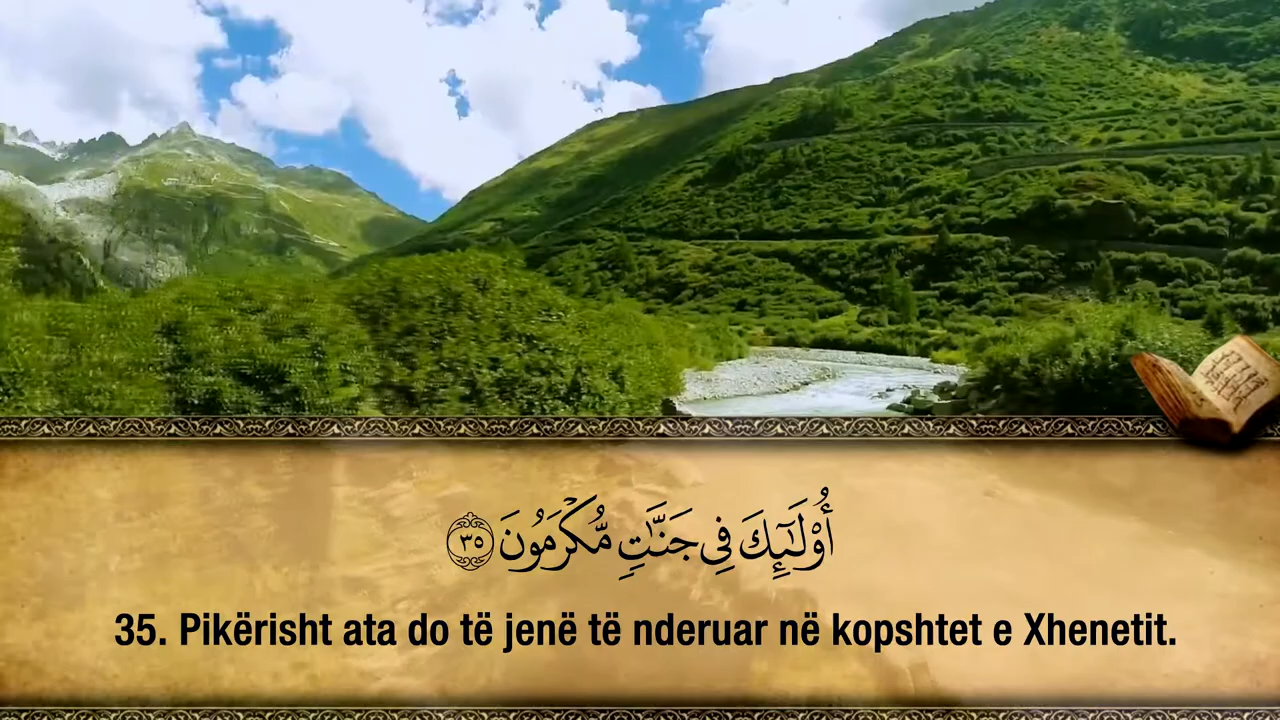 أُو۟لَـٰٓئِكَ فِى جَنَّـٰتٍ مُّكْرَمُونَ ٣٥
35. Pikërisht ata do të jenë të nderuar në kopshtet e Xhenetit.